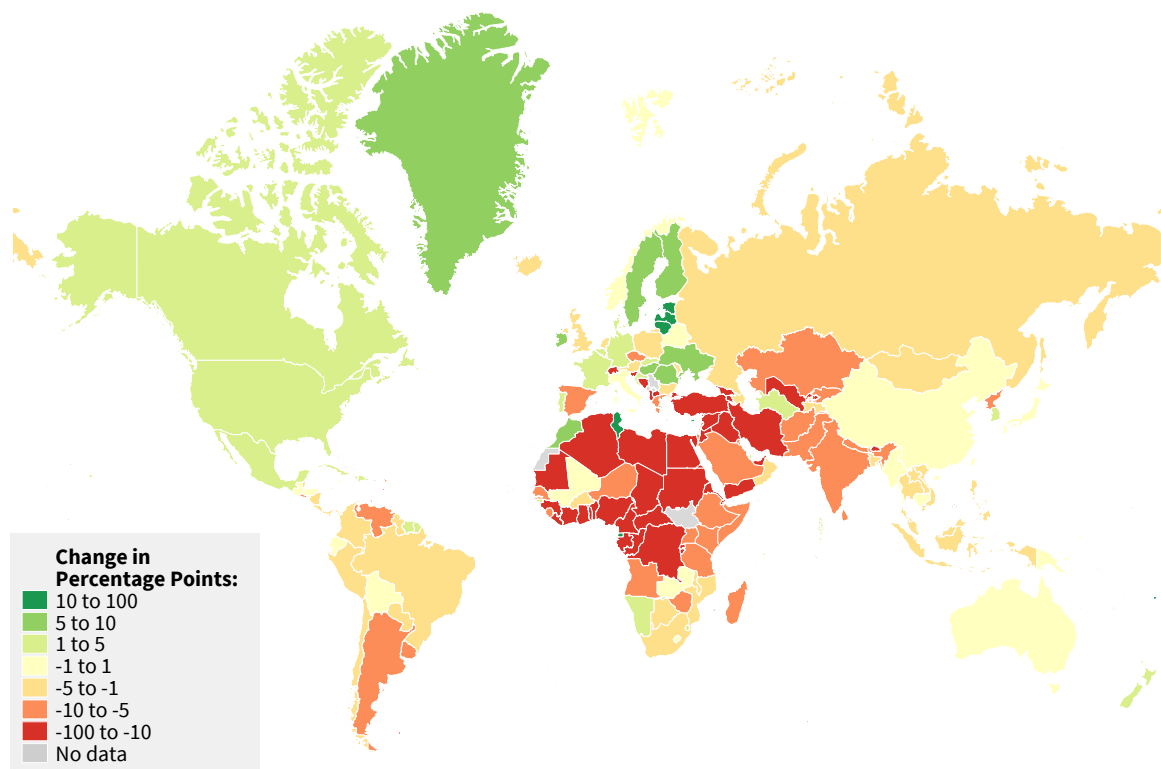 Change in
Percentage Points:
10 to 100
5 to 10
1 to 5
-1 to 1
-5 to -1
-10 to -5
-100 to -10
No data